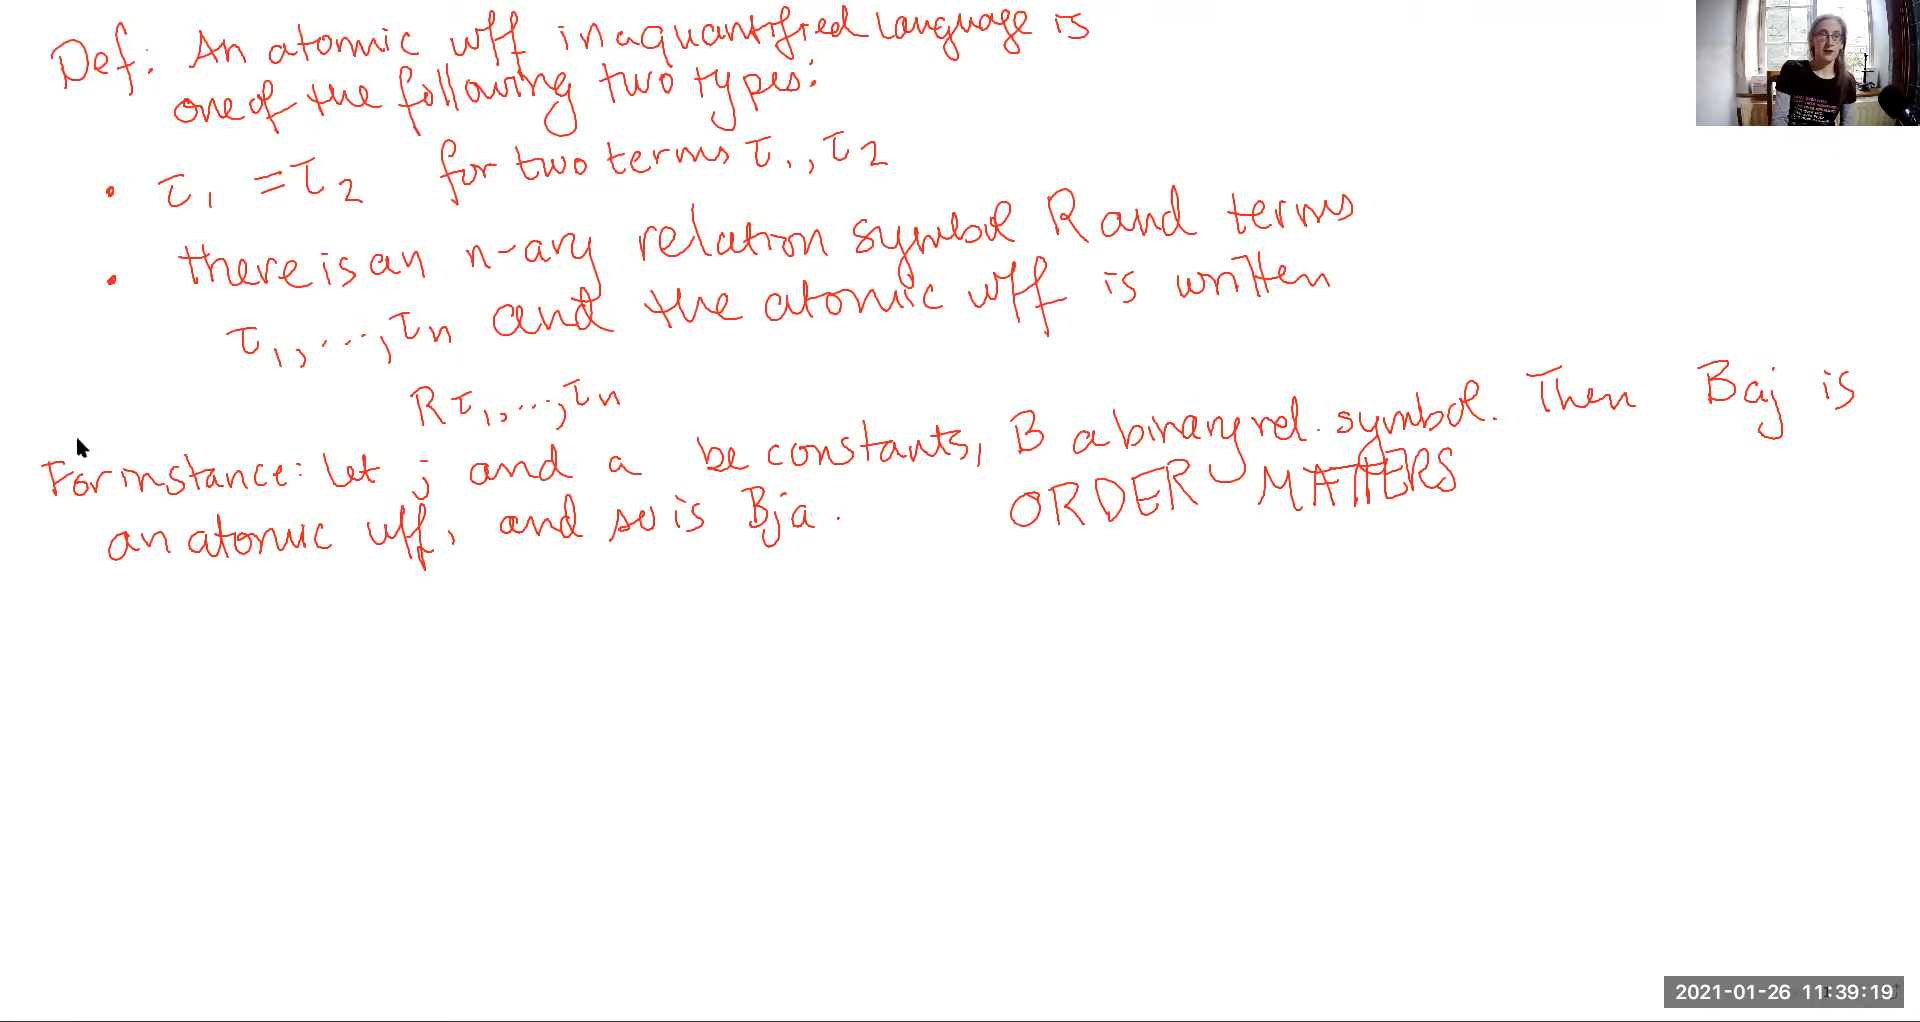 Def: An atomic wff in a quantified language is
one of the following two types:
• τ₁ = τ₂ for two terms τ₁, τ₂
• there is an n-ary relation symbol R and terms
τ₁, ..., τn and the atomic wff is written
Rτ₁, ..., τn
For instance: let j and a be constants, B a binary rel. symbol. Then Baj is
an atomic wff, and so is Bja. ORDER MATTERS
2021-01-26 11:39:19